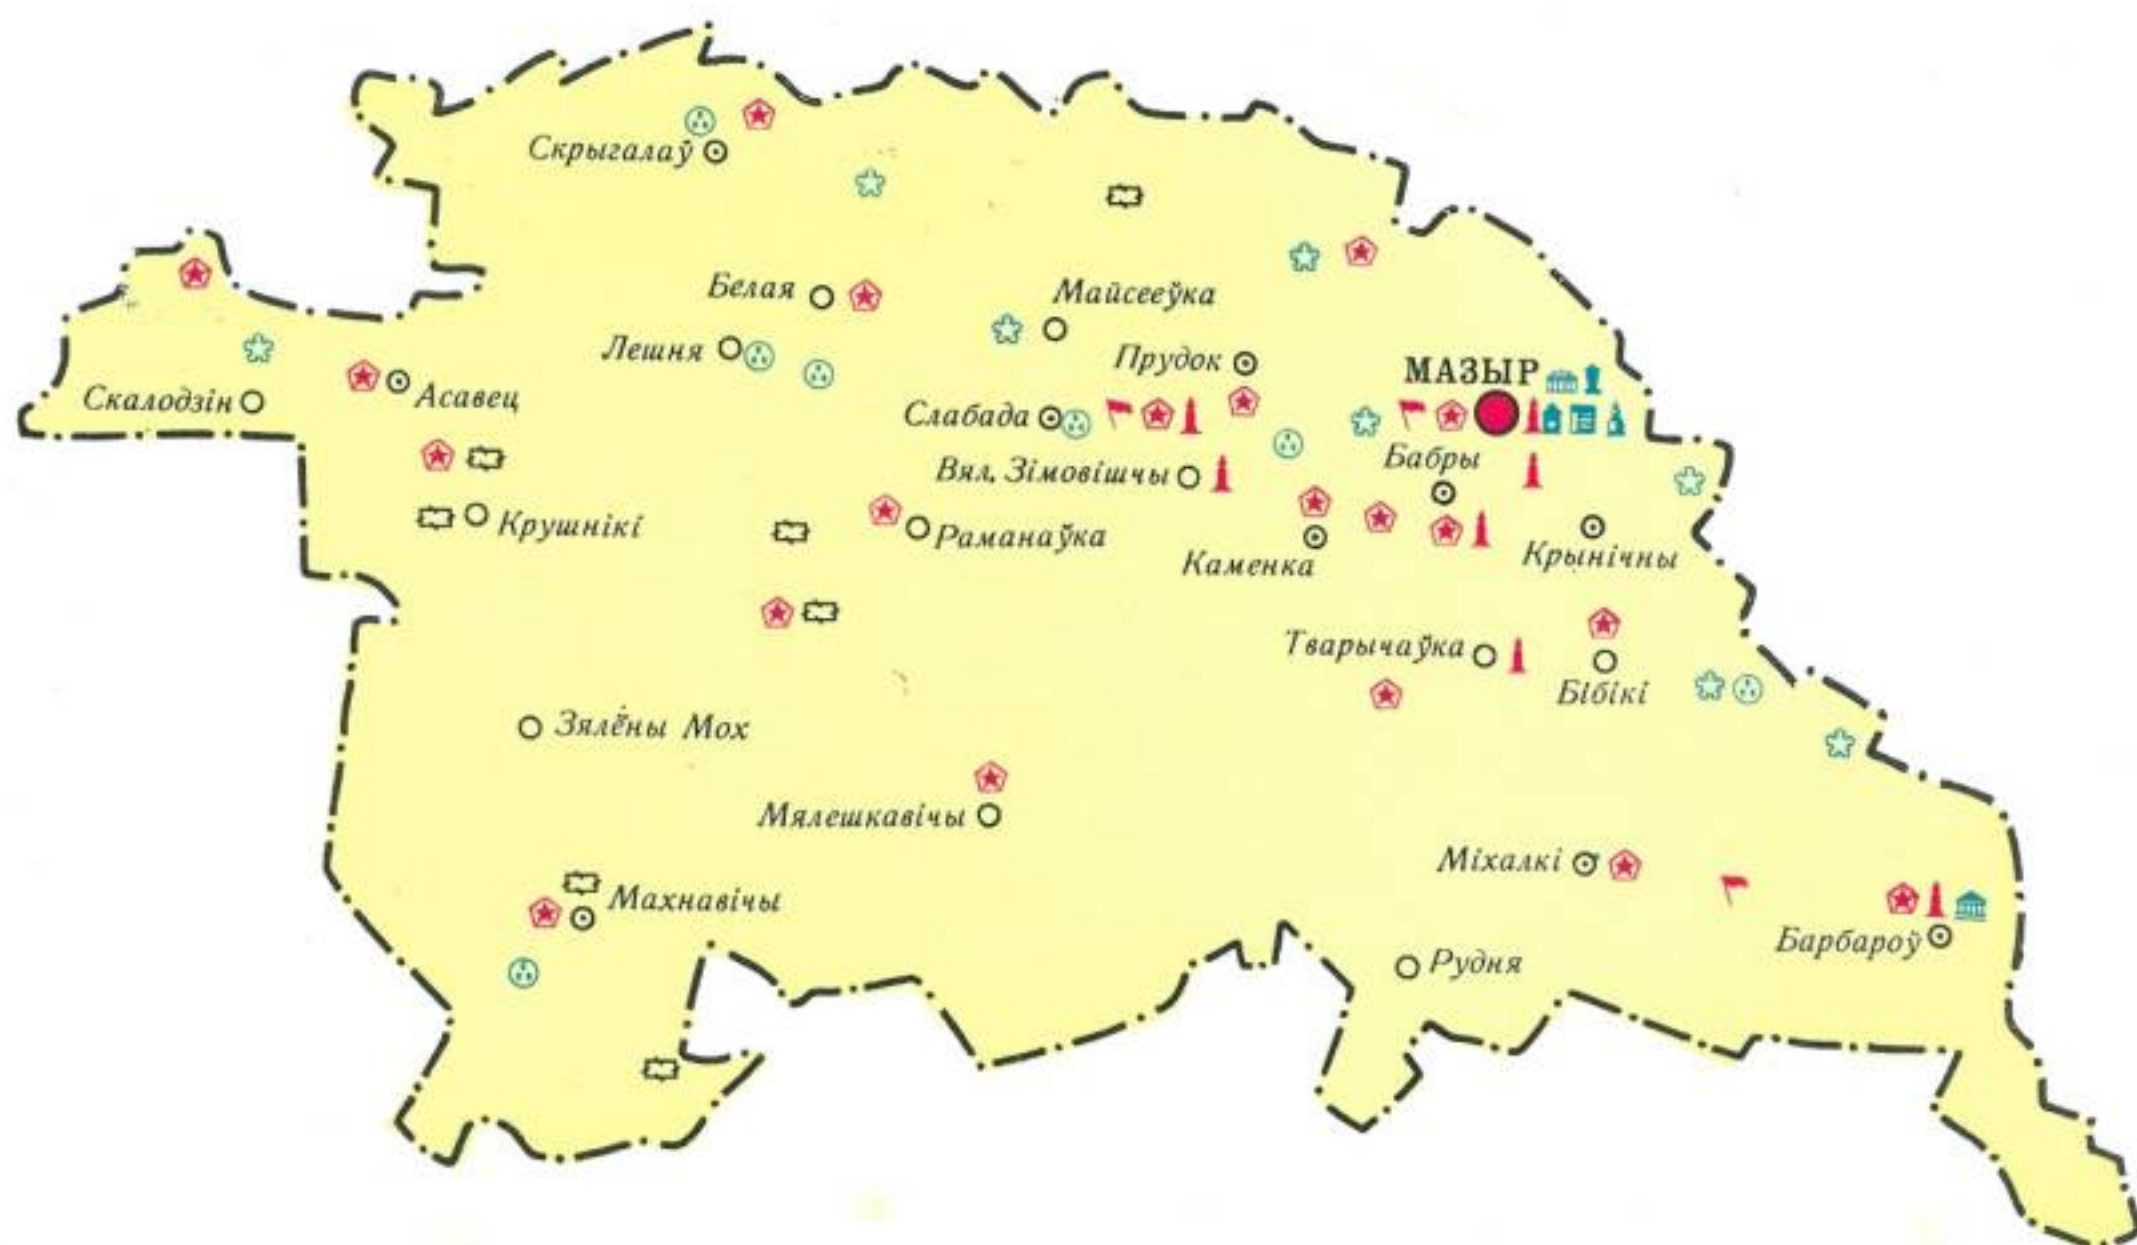 Скрыгалаў
Белая
Майсееўка
Лешня
Прудок
МАЗЫР
Скалодзін
Асавец
Слабада
Бабры
Вял. Зімовішчы
Крушнікі
Раманаўка
Каменка
Крынічны
Тварычаўка
Бібікі
Зялёны Мох
Мялешкавічы
Міхалкі
Махнавічы
Барбароў
Рудня